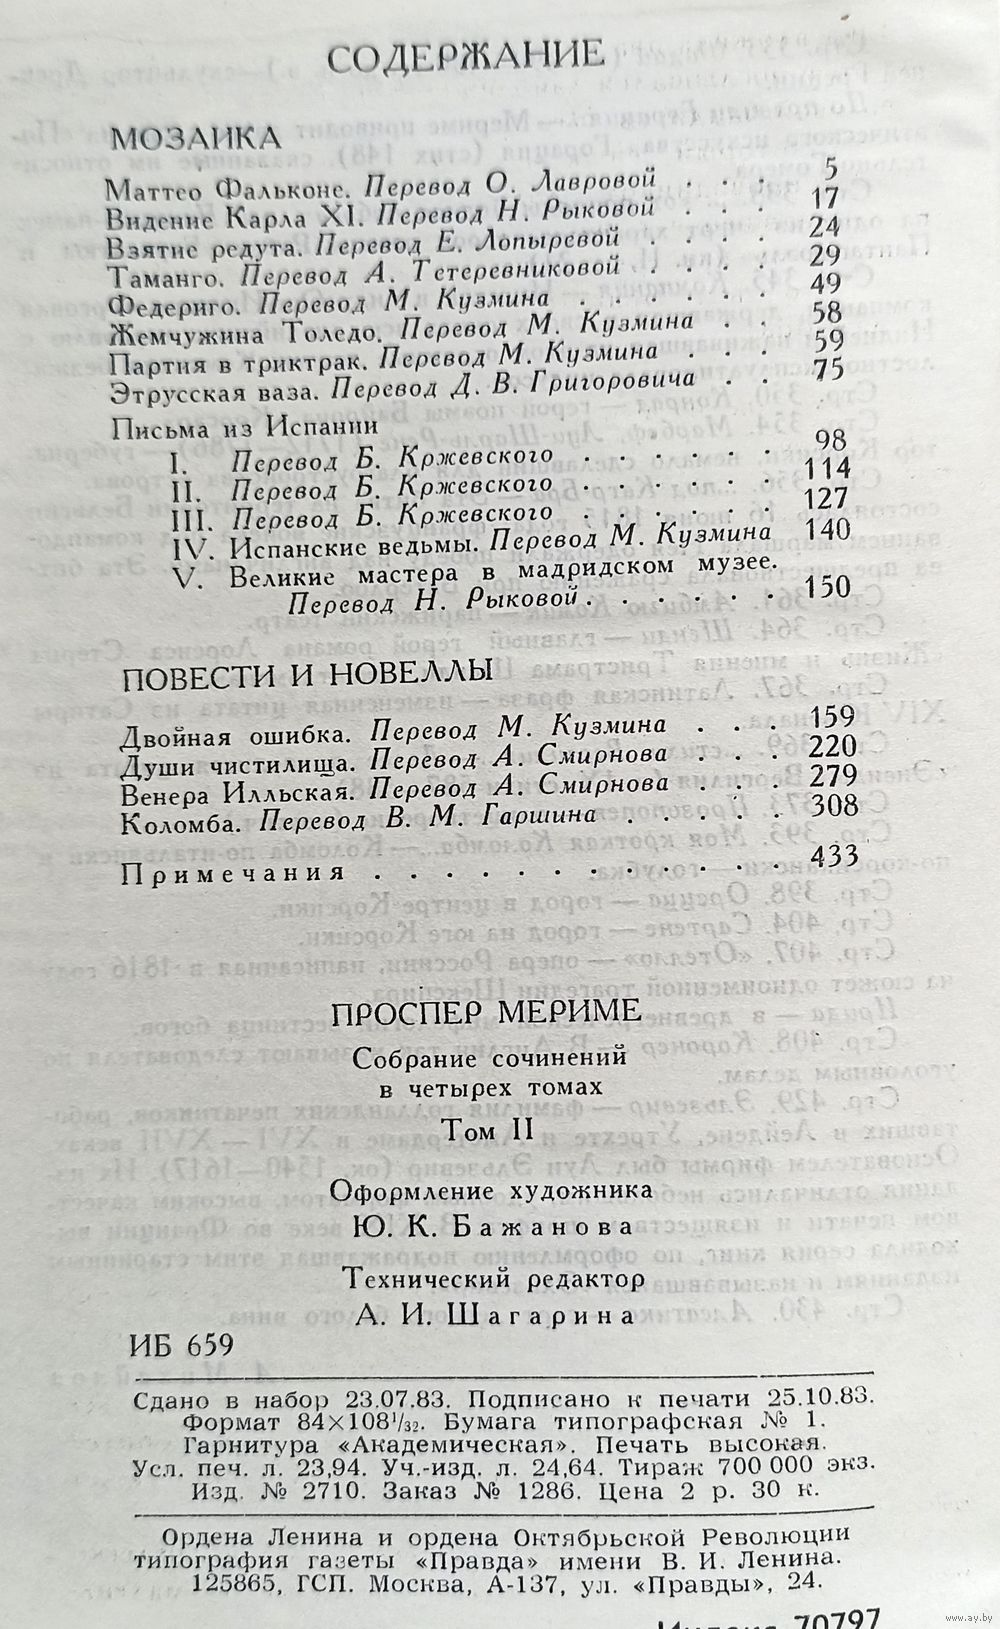 СОДЕРЖАНИЕ
МОЗАИКА
Маттео Фальконе. Перевод О. Лавровой . . . 5
Видение Карла XI. Перевод Н. Рыковой . . . 17
Взятие редута. Перевод Е. Лопыревой . . . . 24
Таманго. Перевод А. Тетеревниковой . . . . 29
Федериго. Перевод М. Кузмина . . . . . . 49
Жемчужина Толедо. Перевод М. Кузмина . . 58
Партия в триктрак. Перевод М. Кузмина . . . 59
Этрусская ваза. Перевод Д. В. Григоровича . . 75
Письма из Испании
I. Перевод Б. Кржевского . . . . . . 98
II. Перевод Б. Кржевского . . . . . . 114
III. Перевод Б. Кржевского . . . . . . 127
IV. Испанские ведьмы. Перевод М. Кузмина 140
V. Великие мастера в мадридском музее.
Перевод Н. Рыковой . . . . . . 150
ПОВЕСТИ И НОВЕЛЛЫ
Двойная ошибка. Перевод М. Кузмина . . . 159
Души чистилища. Перевод А. Смирнова . . . 220
Венера Илльская. Перевод А. Смирнова . . . 279
Коломба. Перевод В. М. Гаршина . . . . . 308
Примечания . . . . . . . . . . . . 433
ПРОСПЕР МЕРИМЕ
Собрание сочинений
в четырех томах
Том II
Оформление художника
Ю. К. Бажанова
Технический редактор
А. И. Шагарина
ИБ 659
Сдано в набор 23.07.83. Подписано к печати 25.10.83.
Формат 84×108¹/₃₂. Бумага типографская № 1.
Гарнитура «Академическая». Печать высокая.
Усл. печ. л. 23,94. Уч.-изд. л. 24,64. Тираж 700 000 экз.
Изд. № 2710. Заказ № 1286. Цена 2 р. 30 к.
Ордена Ленина и ордена Октябрьской Революции
типография газеты «Правда» имени В. И. Ленина.
125865, ГСП. Москва, А-137, ул. «Правды», 24.
Индекс 70797
www.ay.by